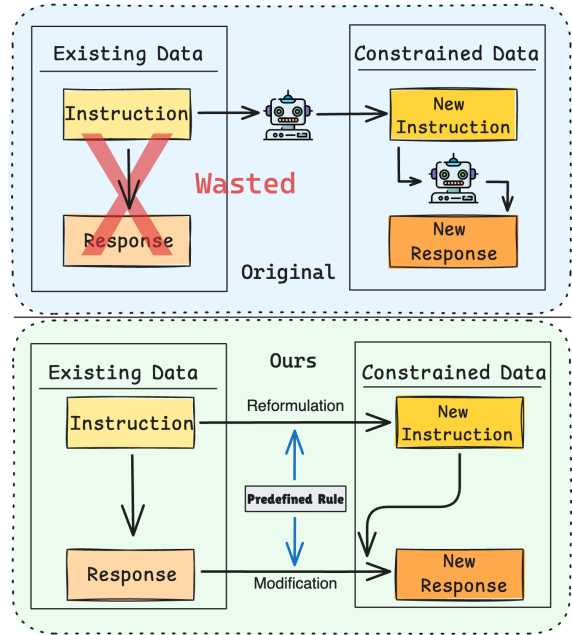 Existing Data
Constrained Data
Instruction
New
Instruction
Wasted
Response
New
Response
Original
Existing Data
Ours
Constrained Data
Reformulation
Instruction
New
Instruction
Predefined Rule
Response
New
Response
Modification